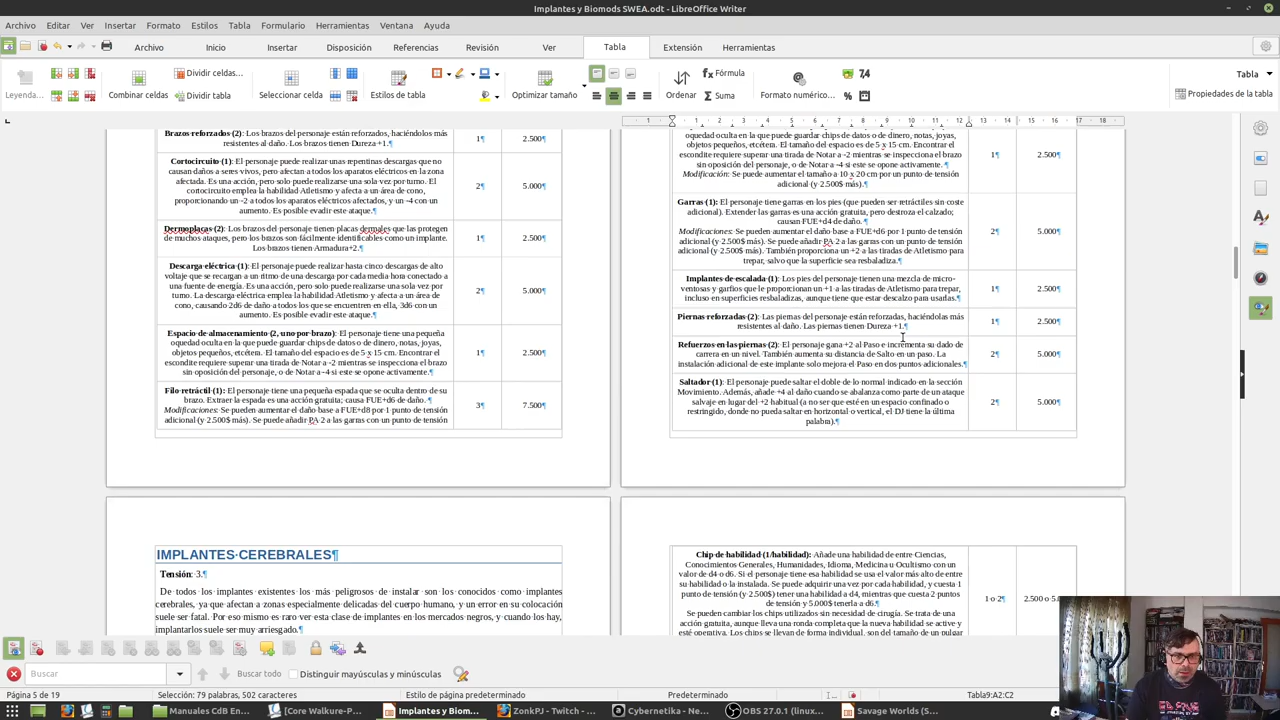 Implantes y Biomods SWEA.odt - LibreOffice Writer
Archivo Editar Ver Insertar Formato Estilos Tabla Formulario Herramientas Ventana Ayuda
Archivo Inicio Insertar Disposición Referencias Revisión Ver Tabla Extensión Herramientas
Leyenda... Combinar celdas Dividir celdas... Dividir tabla Seleccionar celda Estilos de tabla Optimizar tamaño Ordenar Fórmula Suma Formato numérico... Tabla Propiedades de la tabla
Brazos·reforzados·(2): Los brazos del personaje están reforzados, haciéndolos más
resistentes al daño. Los brazos tienen Dureza +1.¶ 1¶ 2.500¶
Cortocircuito·(1): El personaje puede realizar unas repentinas descargas que no
causan daños a seres vivos, pero afectan a todos los aparatos eléctricos en la zona
afectada. Es una acción, pero solo puede realizarse una sola vez por turno. El
cortocircuito emplea la habilidad Atletismo y afecta a un área de cono,
proporcionando un -2 a todos los aparatos eléctricos afectados, y un -4 con un
aumento. Es posible evadir este ataque.¶ 2¶ 5.000¶
Dermoplacas (2): Los brazos del personaje tienen placas dermales que las protegen
de muchos ataques, pero los brazos son fácilmente identificables como un implante.
Los brazos tienen Armadura+2.¶ 1¶ 2.500¶
Descarga·eléctrica·(1): El personaje puede realizar hasta cinco descargas de alto
voltaje que se recargan a un ritmo de una descarga por cada media hora conectado a
una fuente de energía. Es una acción, pero solo puede realizarse una sola vez por
turno. La descarga eléctrica emplea la habilidad Atletismo y afecta a un área de
cono, causando 2d6 de daño a todos los que se encuentren en ella, 3d6 con un
aumento. Es posible evadir este ataque.¶ 2¶ 5.000¶
Espacio·de·almacenamiento·(2,·uno·por·brazo): El personaje tiene una pequeña
oquedad oculta en la que puede guardar chips de datos o de dinero, notas, joyas,
objetos pequeños, etcétera. El tamaño del espacio es de 5 x 15 cm. Encontrar el
escondite requiere superar una tirada de Notar a -2 mientras se inspecciona el brazo
sin oposición del personaje, o de Notar a -4 si este se opone activamente.¶ 1¶ 2.500¶
Filo·retráctil·(1): El personaje tiene una pequeña espada que se oculta dentro de su
brazo. Extraer la espada es una acción gratuita; causa FUE+d6 de daño. ¶
Modificaciones: Se pueden aumentar el daño base a FUE+d8 por 1 punto de tensión
adicional (y 2.500$ más). Se puede añadir PA 2 a las garras con un punto de tensión 3¶ 7.500¶
oquedad oculta en la que puede guardar chips de datos o de dinero, notas, joyas,
objetos pequeños, etcétera. El tamaño del espacio es de 5 x 15 cm. Encontrar el
escondite requiere superar una tirada de Notar a -2 mientras se inspecciona el brazo
sin oposición del personaje, o de Notar a -4 si este se opone activamente. ¶
Modificación: Se puede aumentar el tamaño a 10 x 20 cm por un punto de tensión
adicional (y 2.500$ más).¶ 1¶ 2.500¶
Garras·(1): El personaje tiene garras en los pies (que pueden ser retráctiles sin coste
adicional). Extender las garras es una acción gratuita, pero destroza el calzado;
causan FUE+d4 de daño. ¶
Modificaciones: Se pueden aumentar el daño base a FUE+d6 por 1 punto de tensión
adicional (y 2.500$ más). Se puede añadir PA 2 a las garras con un punto de tensión
adicional (y 2.500$ más). También proporciona un +2 a las tiradas de Atletismo para
trepar, salvo que la superficie sea resbaladiza.¶ 2¶ 5.000¶
Implantes·de·escalada·(1): Los pies del personaje tienen una mezcla de micro-
ventosas y garfios que le proporcionan un +1 a las tiradas de Atletismo para trepar,
incluso en superficies resbaladizas, aunque tiene que estar descalzo para usarlas.¶ 1¶ 2.500¶
Piernas·reforzadas·(2): Las piernas del personaje están reforzadas, haciéndolas más
resistentes al daño. Las piernas tienen Dureza +1.¶ 1¶ 2.500¶
Refuerzos·en·las·piernas·(2): El personaje gana +2 al Paso e incrementa su dado de
carrera en un nivel. También aumenta su distancia de Salto en un paso. La
instalación adicional de este implante solo mejora el Paso en dos puntos adicionales.¶ 2¶ 5.000¶
Saltador·(1): El personaje puede saltar el doble de lo normal indicado en la sección
Movimiento. Además, añade +4 al daño cuando se abalanza como parte de un ataque
salvaje en lugar del +2 habitual (a no ser que esté en un espacio confinado o
restringido, donde no pueda saltar en horizontal o vertical, el DJ tiene la última
palabra).¶ 2¶ 5.000¶
IMPLANTES·CEREBRALES¶
Tensión: 3.¶
De todos los implantes existentes los más peligrosos de instalar son los conocidos como implantes
cerebrales, ya que afectan a zonas especialmente delicadas del cuerpo humano, y un error en su colocación
suele ser fatal. Por eso mismo es raro ver esta clase de implantes en los mercados negros, y cuando los hay,
implantarlos suele ser muy arriesgado.¶
Chip·de·habilidad·(1/habilidad): Añade una habilidad de entre Ciencias,
Conocimientos Generales, Humanidades, Idioma, Medicina u Ocultismo con un
valor de d4 o d6. Si el personaje tiene esa habilidad se usa el valor más alto de entre
su habilidad o la instalada. Se puede adquirir una vez por cada habilidad, y cuesta 1
punto de tensión (y 2.500$) tener una habilidad a d4, mientras que cuesta 2 puntos
de tensión y 5.000$ tenerla a d6.¶
Se pueden cambiar los chips utilizados sin necesidad de cirugía. Se trata de una
acción gratuita, aunque lleva una ronda completa que la nueva habilidad se active y
esté operativa. Los chips se llevan de forma individual, son del tamaño de un pulgar 1 o 2¶
Buscar Buscar todo Distinguir mayúsculas y minúsculas
Página 5 de 19 Selección: 79 palabras, 502 caracteres Estilo de página predeterminado Predeterminado Tabla9:A2:C2
Manuales CdB En... [Core Walkure-P... Implantes y Biom... ZonkPJ - Twitch - ... Cybernetika - N... OBS 27.0.1 (linux... Savage Worlds (5...